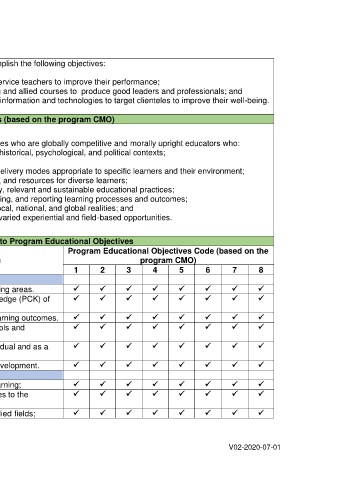 plish the following objectives:
ervice teachers to improve their performance;
and allied courses to produce good leaders and professionals; and
information and technologies to target clienteles to improve their well-being.
s (based on the program CMO)
es who are globally competitive and morally upright educators who:
historical, psychological, and political contexts;
elivery modes appropriate to specific learners and their environment;
, and resources for diverse learners;
y, relevant and sustainable educational practices;
ing, and reporting learning processes and outcomes;
ocal, national, and global realities; and
varied experiential and field-based opportunities.
to Program Educational Objectives
Program Educational Objectives Code (based on the
program CMO)
1 2 3 4 5 6 7 8
ing areas. ✓ ✓ ✓ ✓ ✓ ✓ ✓ ✓
edge (PCK) of ✓ ✓ ✓ ✓ ✓ ✓ ✓ ✓
arning outcomes. ✓ ✓ ✓ ✓ ✓ ✓ ✓ ✓
ols and ✓ ✓ ✓ ✓ ✓ ✓ ✓ ✓
dual and as a ✓ ✓ ✓ ✓ ✓ ✓ ✓ ✓
velopment. ✓ ✓ ✓ ✓ ✓ ✓ ✓ ✓
arning; ✓ ✓ ✓ ✓ ✓ ✓ ✓ ✓
es to the ✓ ✓ ✓ ✓ ✓ ✓ ✓ ✓
lied fields; ✓ ✓ ✓ ✓ ✓ ✓ ✓ ✓
V02-2020-07-01